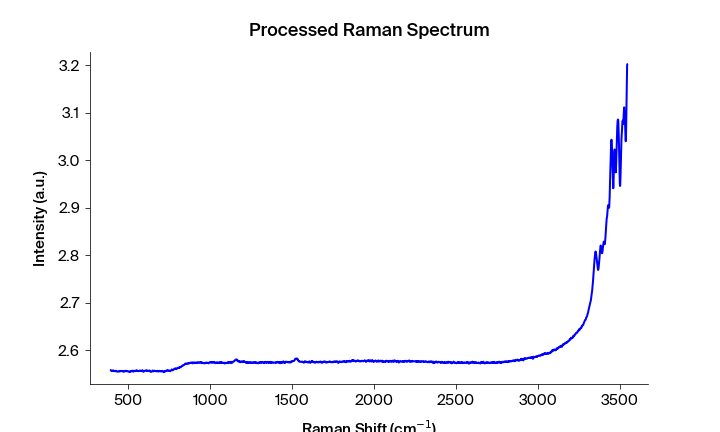 Processed Raman Spectrum
3.2
3.1
3.0
2.9
2.8
2.7
2.6
Intensity (a.u.)
500 1000 1500 2000 2500 3000 3500
Raman Shift (cm⁻¹)